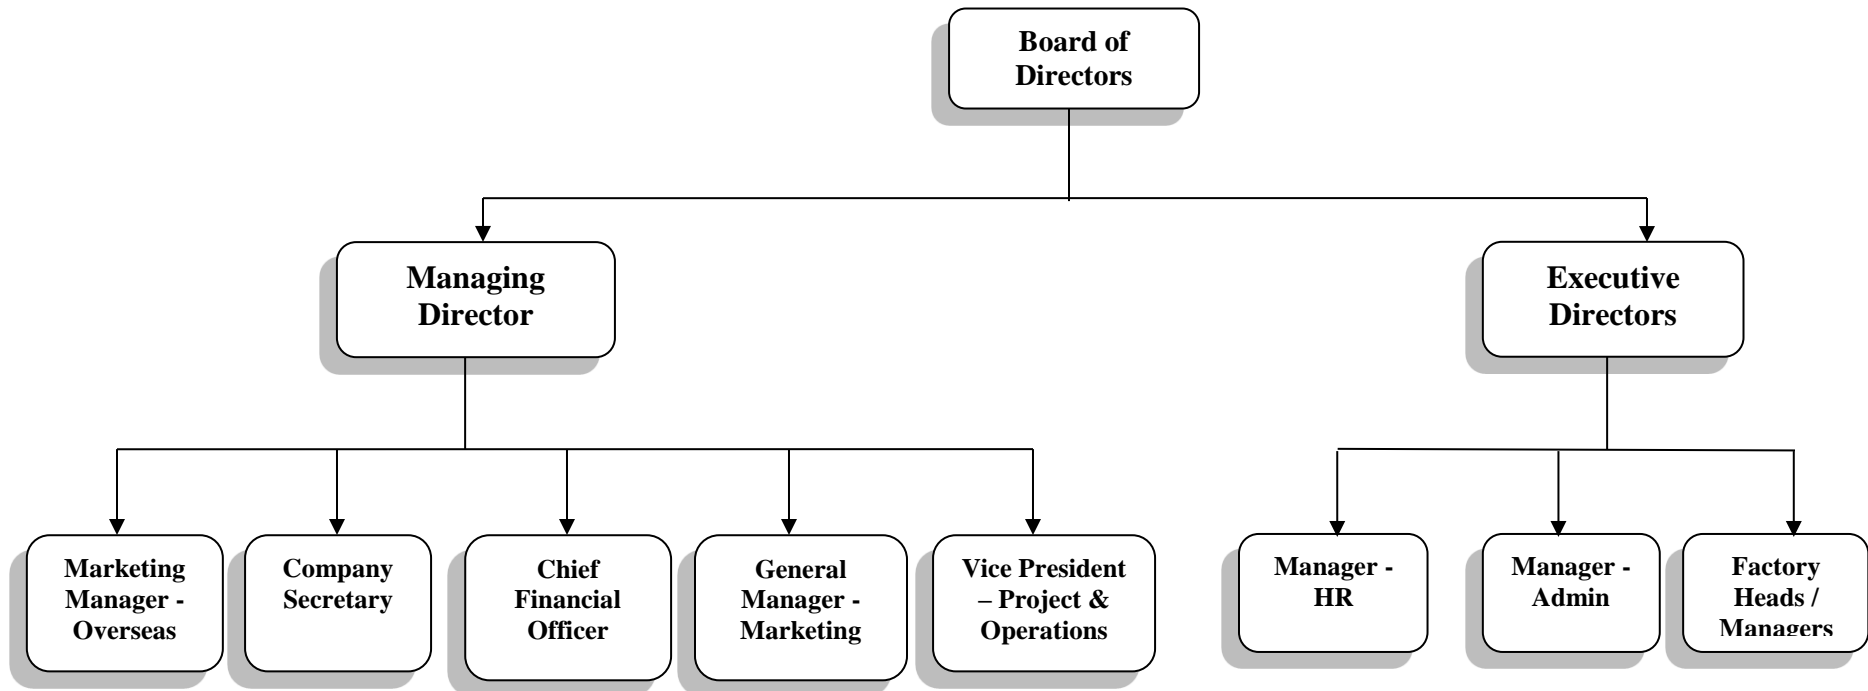 Board of
Directors
Managing
Director
Executive
Directors
Marketing
Manager -
Overseas
Company
Secretary
Chief
Financial
Officer
General
Manager -
Marketing
Vice President
– Project &
Operations
Manager -
HR
Manager -
Admin
Factory
Heads /
Managers